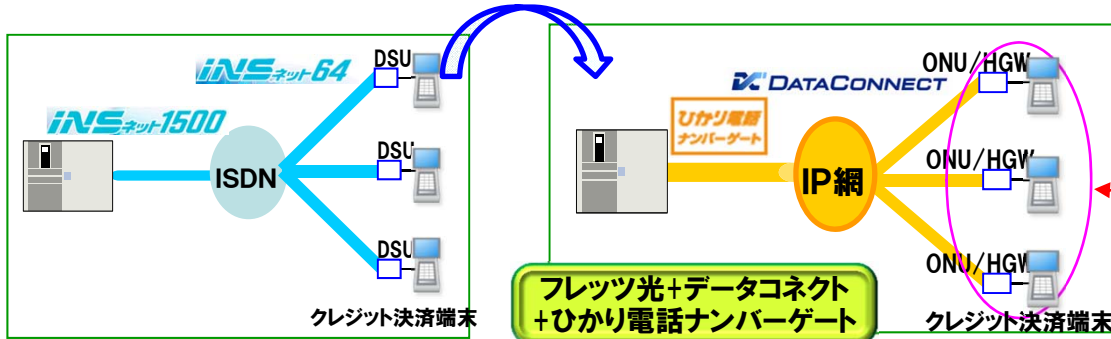 iNSネット64
DSU
iNSネット1500
ISDN
DSU
DSU
クレジット決済端末
ONU/HGW
DATACONNECT
ひかり電話
ナンバーゲート
ONU/HGW
IP網
ONU/HGW
フレッツ光+データコネクト
+ひかり電話ナンバーゲート
クレジット決済端末